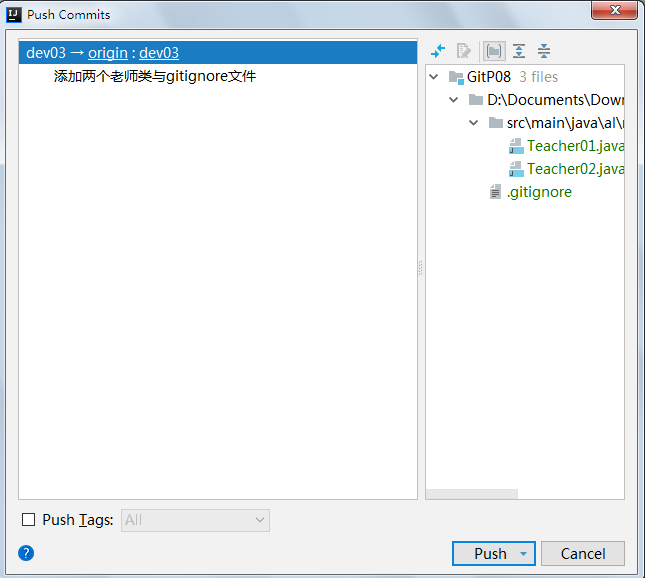 Push Commits
dev03 → origin : dev03
添加两个老师类与gitignore文件
GitP08 3 files
D:\Documents\Down
src\main\java\al\
Teacher01.java
Teacher02.java
.gitignore
Push Tags: All
Push
Cancel